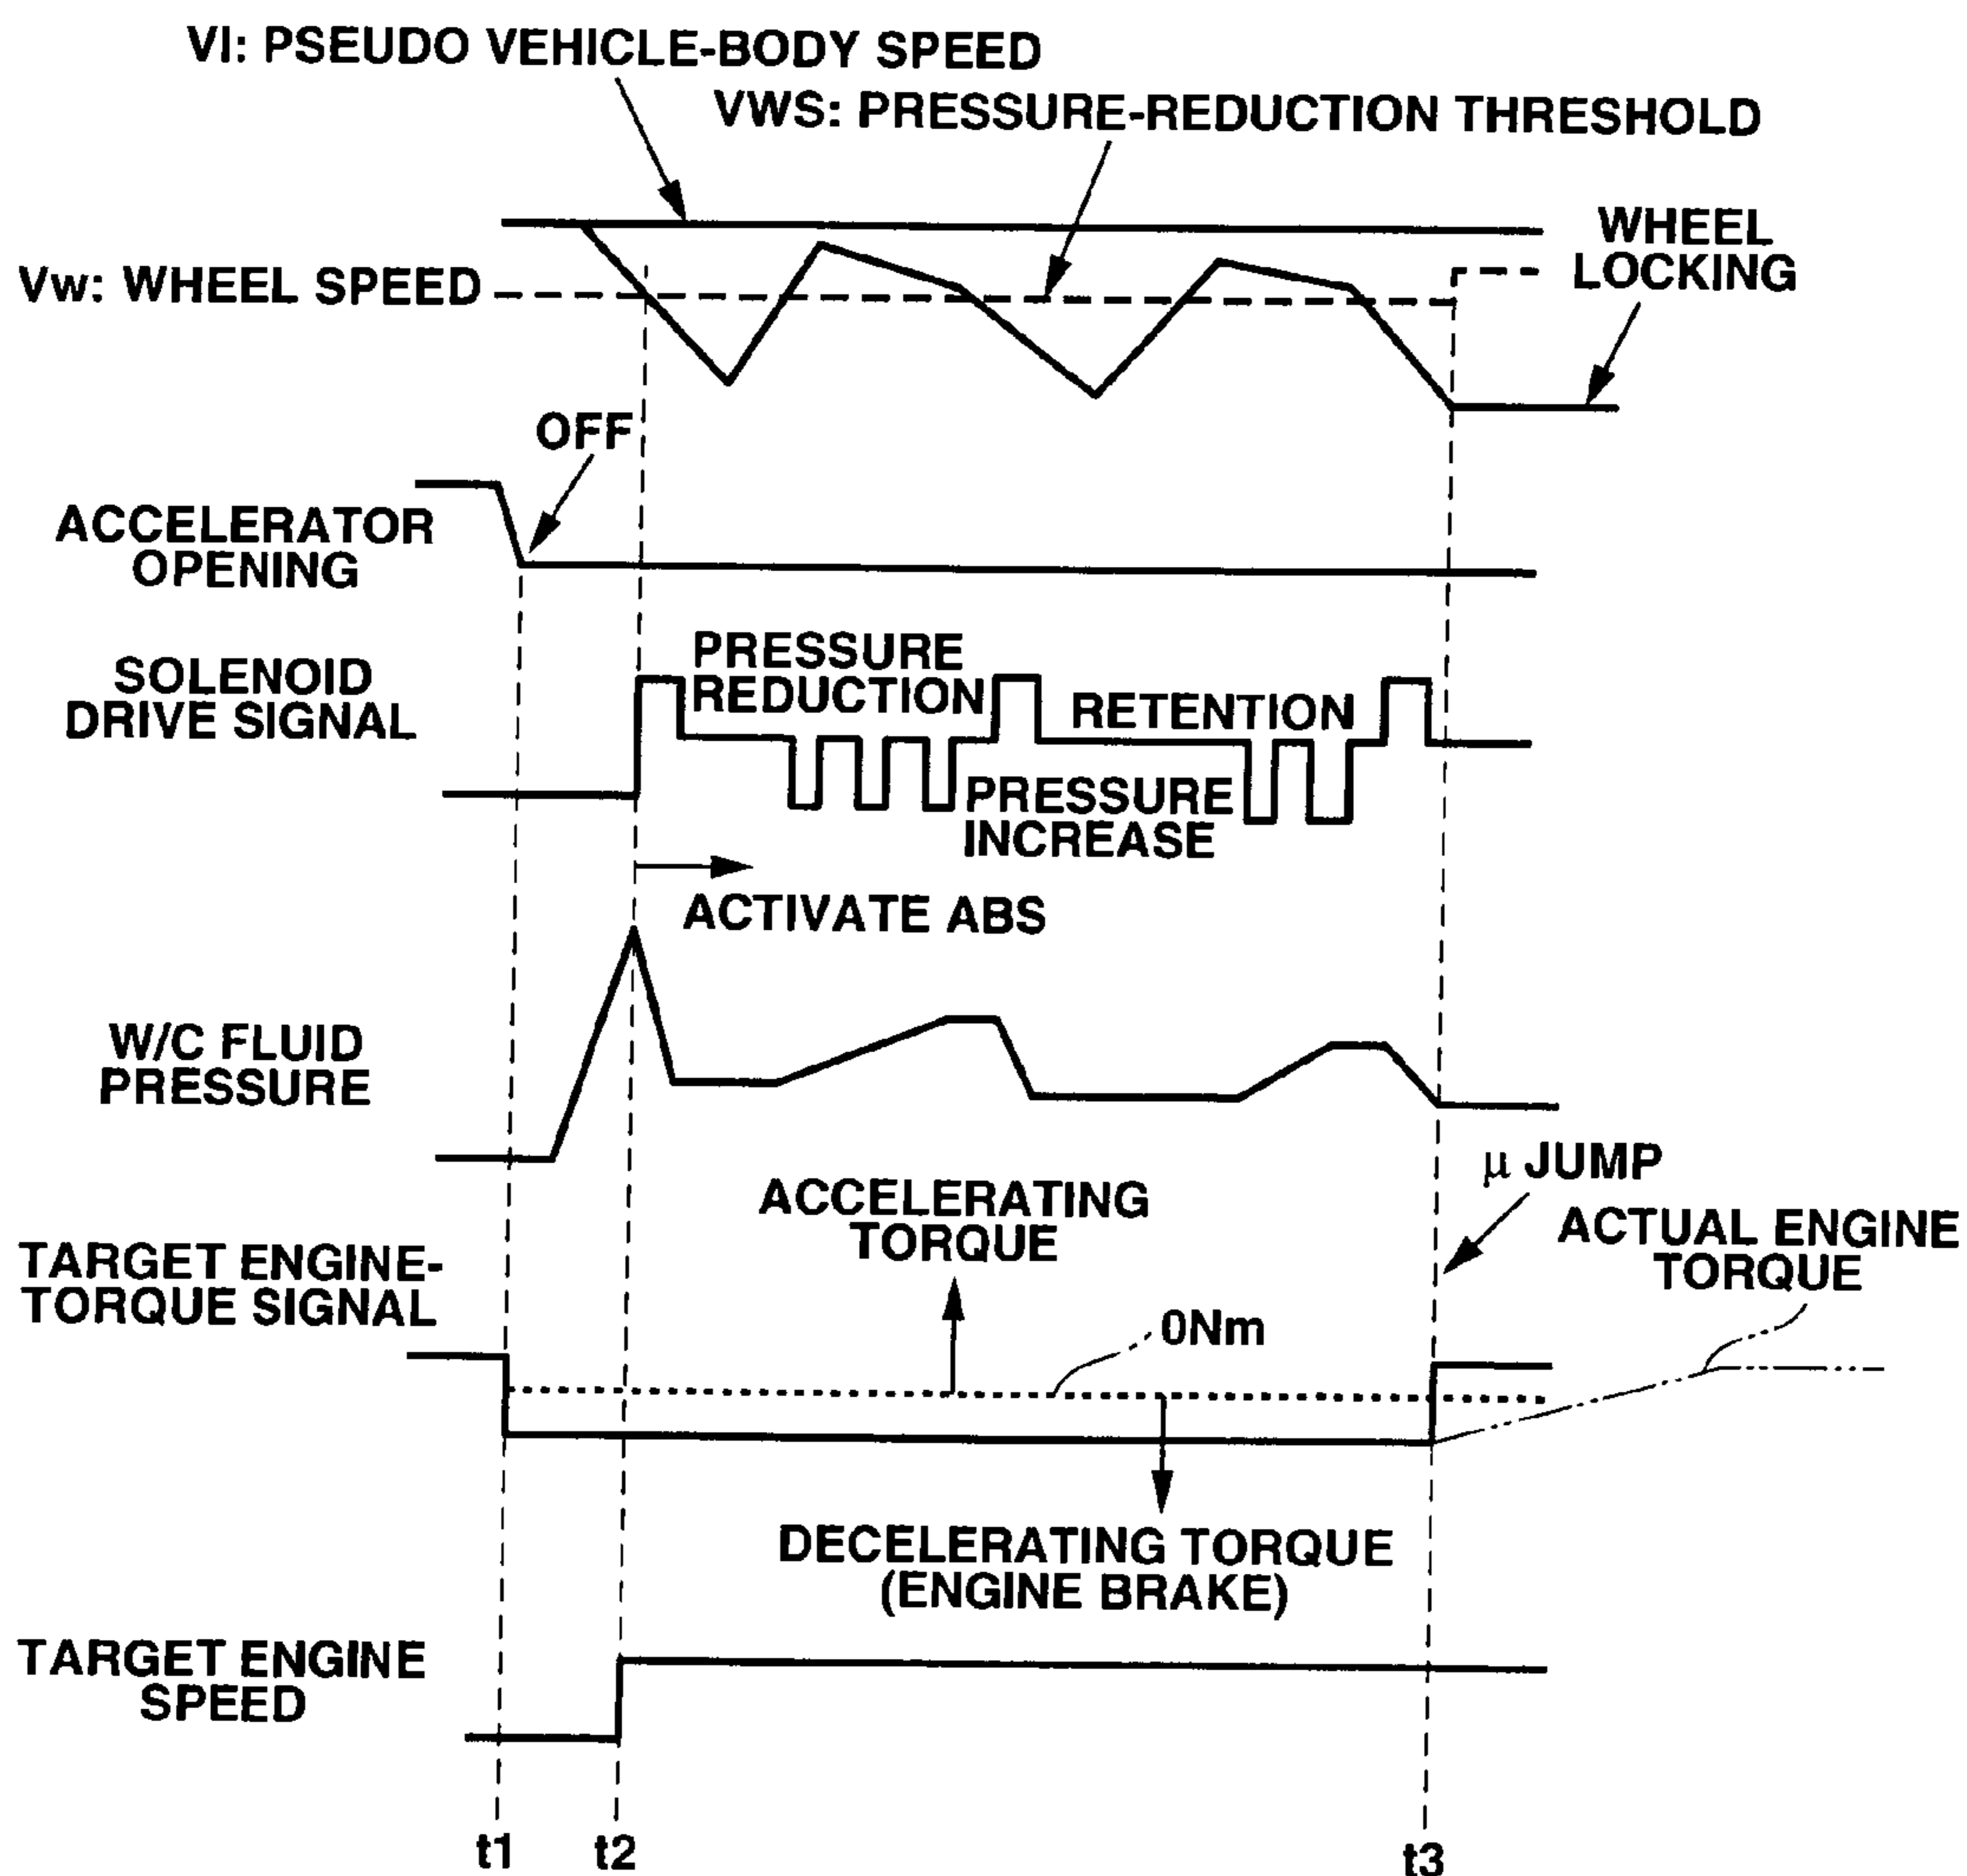 VI: PSEUDO VEHICLE-BODY SPEED
VWS: PRESSURE-REDUCTION THRESHOLD
WHEEL
LOCKING
Vw: WHEEL SPEED
OFF
ACCELERATOR
OPENING
PRESSURE
REDUCTION
SOLENOID
DRIVE SIGNAL
RETENTION
PRESSURE
INCREASE
ACTIVATE ABS
W/C FLUID
PRESSURE
μ JUMP
ACCELERATING
TORQUE
ACTUAL ENGINE
TORQUE
TARGET ENGINE-
TORQUE SIGNAL
0Nm
DECELERATING TORQUE
(ENGINE BRAKE)
TARGET ENGINE
SPEED
t1
t2
t3